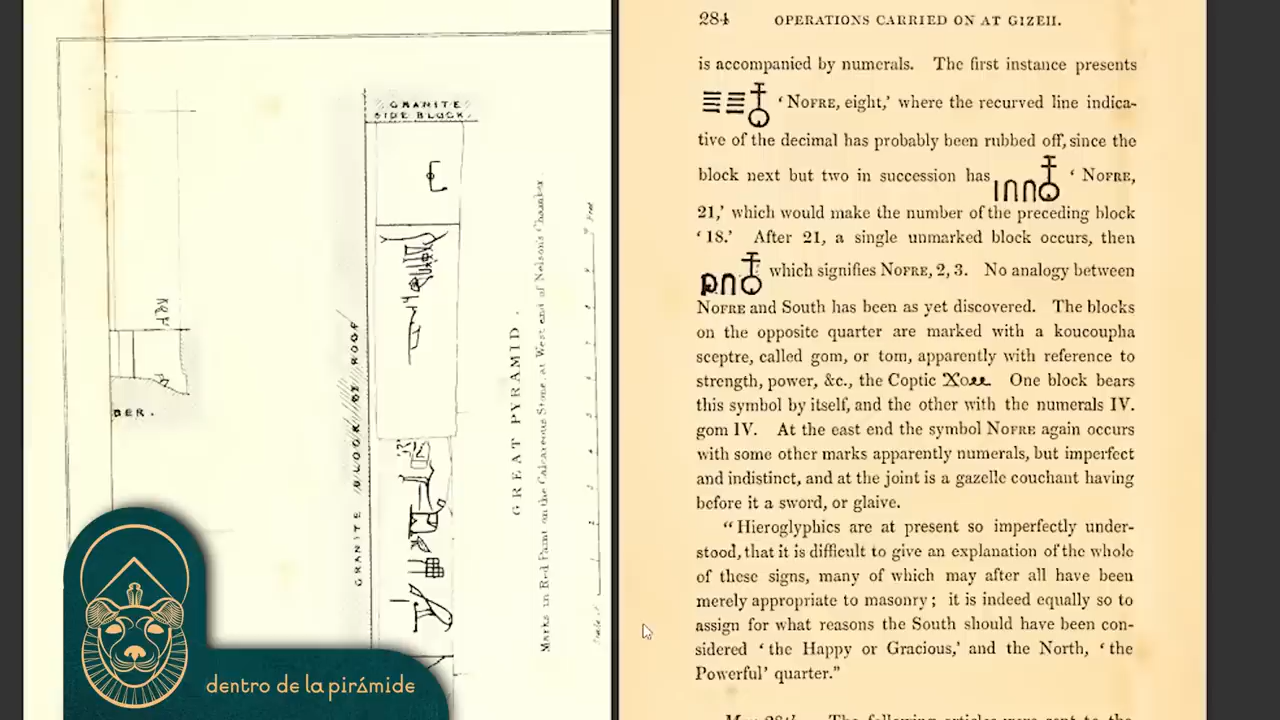 GRANITE
SIDE BLOCK.
GRANITE BLOCK OF ROOF
GREAT PYRAMID.
Marks in Red Paint on the Calcareous Stone, at West end of Nelson's Chamber.
BER.
dentro de la pirámide
284 OPERATIONS CARRIED ON AT GIZEH.
is accompanied by numerals. The first instance presents
'NOFRE, eight,' where the recurved line indica-
tive of the decimal has probably been rubbed off, since the
block next but two in succession has ' NOFRE,
21,' which would make the number of the preceding block
'18.' After 21, a single unmarked block occurs, then
which signifies NOFRE, 2, 3. No analogy between
NOFRE and South has been as yet discovered. The blocks
on the opposite quarter are marked with a koucoupha
sceptre, called gom, or tom, apparently with reference to
strength, power, &c., the Coptic One block bears
this symbol by itself, and the other with the numerals IV.
gom IV. At the east end the symbol NOFRE again occurs
with some other marks apparently numerals, but imperfect
and indistinct, and at the joint is a gazelle couchant having
before it a sword, or glaive.
"Hieroglyphics are at present so imperfectly under-
stood, that it is difficult to give an explanation of the whole
of these signs, many of which may after all have been
merely appropriate to masonry; it is indeed equally so to
assign for what reasons the South should have been con-
sidered 'the Happy or Gracious,' and the North, 'the
Powerful' quarter."
The following articles were sent to the